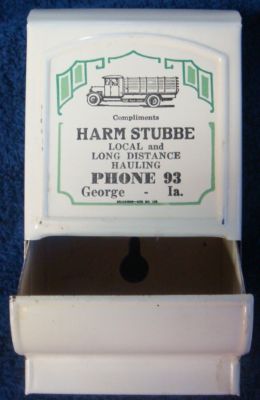 Compliments
HARM STUBBE
LOCAL and
LONG DISTANCE
HAULING
PHONE 93
George - Ia.